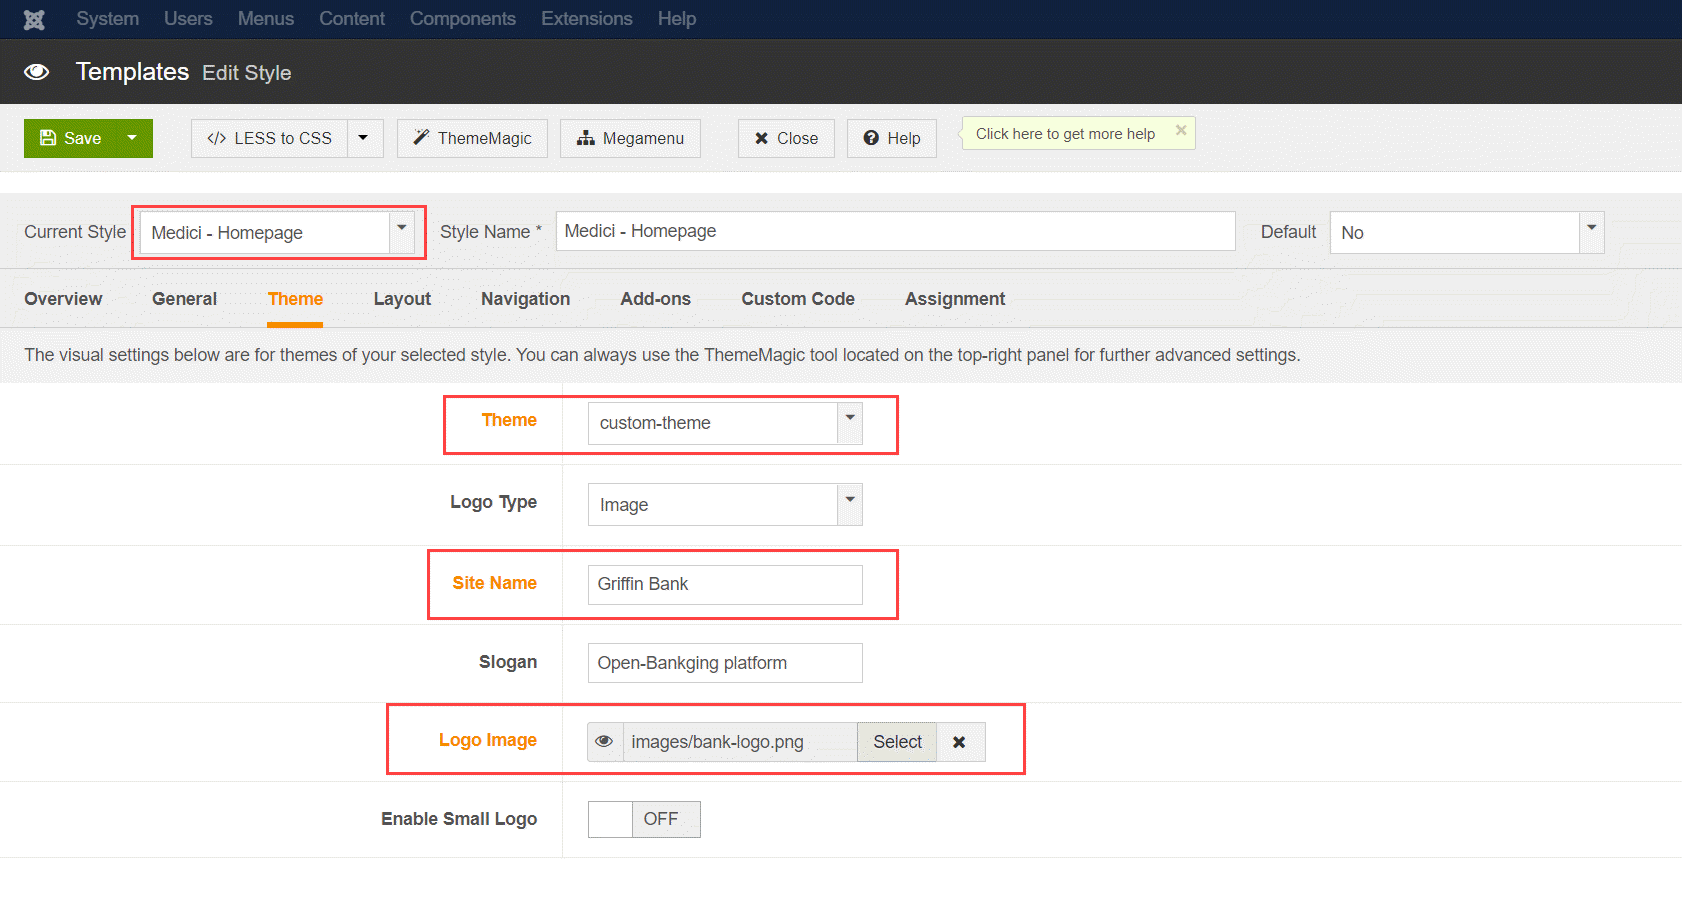 System Users Menus Content Components Extensions Help
Templates Edit Style
Save LESS to CSS ThemeMagic Megamenu Close Help Click here to get more help
Current Style Medici - Homepage Style Name * Medici - Homepage Default No
Overview General Theme Layout Navigation Add-ons Custom Code Assignment
The visual settings below are for themes of your selected style. You can always use the ThemeMagic tool located on the top-right panel for further advanced settings.
Theme custom-theme
Logo Type Image
Site Name Griffin Bank
Slogan Open-Bankging platform
Logo Image images/bank-logo.png Select
Enable Small Logo OFF